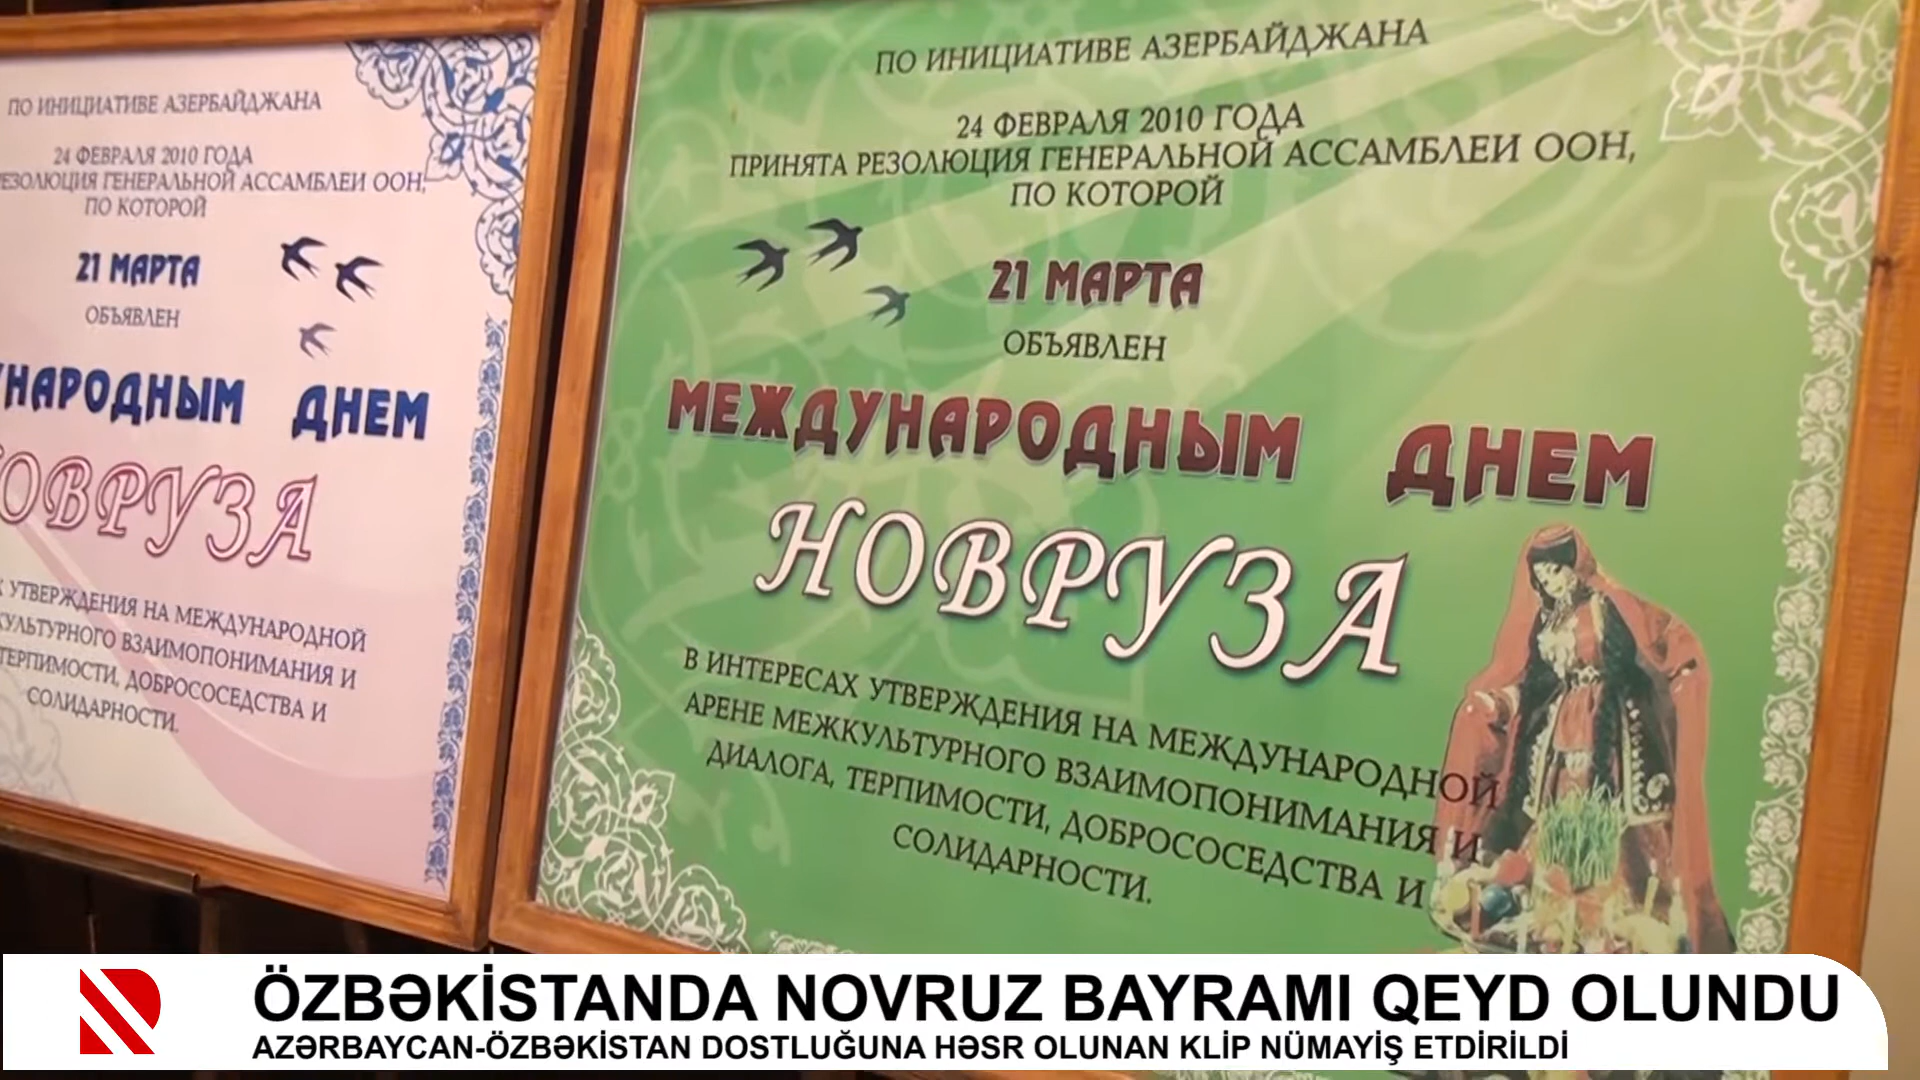 ПО ИНИЦИАТИВЕ АЗЕРБАЙДЖАНА
24 ФЕВРАЛЯ 2010 ГОДА
РЕЗОЛЮЦИЯ ГЕНЕРАЛЬНОЙ АССАМБЛЕИ ООН,
ПО КОТОРОЙ
21 МАРТА
ОБЪЯВЛЕН
УНАРОДНЫМ ДНЕМ
НОВРУЗА
УТВЕРЖДЕНИЯ НА МЕЖДУНАРОДНОЙ
КУЛЬТУРНОГО ВЗАИМОПОНИМАНИЯ И
ТЕРПИМОСТИ, ДОБРОСОСЕДСТВА И
СОЛИДАРНОСТИ.
ПО ИНИЦИАТИВЕ АЗЕРБАЙДЖАНА
24 ФЕВРАЛЯ 2010 ГОДА
ПРИНЯТА РЕЗОЛЮЦИЯ ГЕНЕРАЛЬНОЙ АССАМБЛЕИ ООН,
ПО КОТОРОЙ
21 МАРТА
ОБЪЯВЛЕН
МЕЖДУНАРОДНЫМ ДНЕМ
НОВРУЗА
В ИНТЕРЕСАХ УТВЕРЖДЕНИЯ НА МЕЖДУНАРОДНОЙ
АРЕНЕ МЕЖКУЛЬТУРНОГО ВЗАИМОПОНИМАНИЯ И
ДИАЛОГА, ТЕРПИМОСТИ, ДОБРОСОСЕДСТВА И
СОЛИДАРНОСТИ.
ÖZBƏKİSTANDA NOVRUZ BAYRAMI QEYD OLUNDU
AZƏRBAYCAN-ÖZBƏKİSTAN DOSTLUĞUNA HƏSR OLUNAN KLİP NÜMAYİŞ ETDİRİLDİ